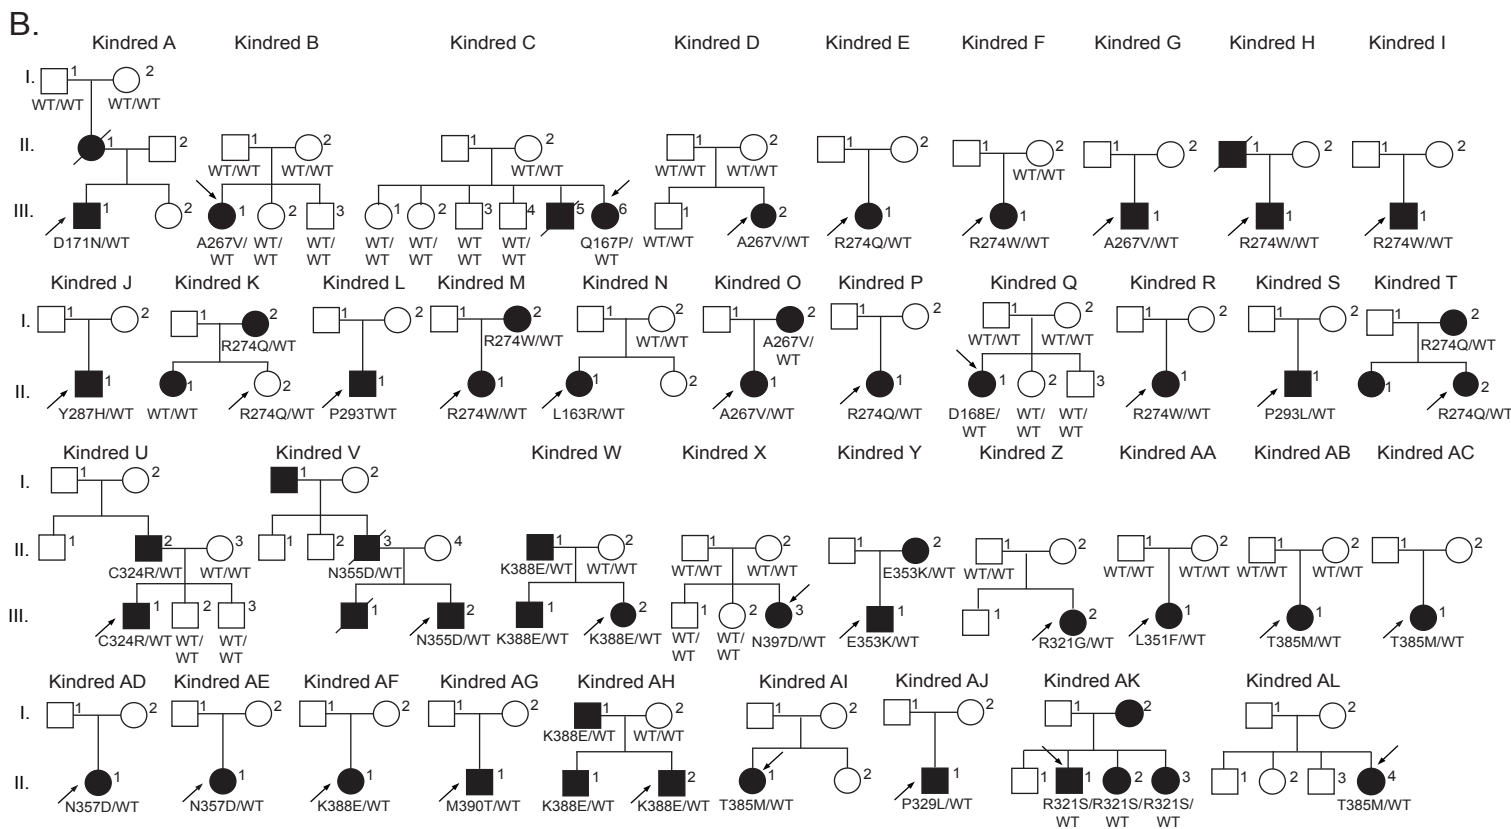 B.
Kindred A Kindred B Kindred C Kindred D Kindred E Kindred F Kindred G Kindred H Kindred I
I. 1 2
WT/WT WT/WT
II. 1 2 1 2 1 2 1 2 1 2 1 2 1 2 1 2 1 2
WT/WT WT/WT WT/WT WT/WT WT/WT WT/WT
III. 1 2 1 2 3 1 2 3 4 5 6 1 2 1 1 1 1 1
D171N/WT A267V/ WT/ WT/ WT/ WT/ WT/ WT/ Q167P/ WT/WT A267V/WT R274Q/WT R274W/WT A267V/WT R274W/WT R274W/WT
WT WT WT WT WT WT WT WT
Kindred J Kindred K Kindred L Kindred M Kindred N Kindred O Kindred P Kindred Q Kindred R Kindred S Kindred T
I. 1 2 1 2 1 2 1 2 1 2 1 2 1 2 1 2 1 2 1 2 1 2
R274Q/WT R274W/WT WT/WT A267V/ WT/WT WT/WT R274Q/WT
WT
II. 1 1 2 1 1 1 2 1 1 1 2 3 1 1 1 2
Y287H/WT WT/WT R274Q/WT P293TWT R274W/WT L163R/WT A267V/WT R274Q/WT D168E/ WT/ WT/ R274W/WT P293L/WT R274Q/WT
WT WT WT
Kindred U Kindred V Kindred W Kindred X Kindred Y Kindred Z Kindred AA Kindred AB Kindred AC
I. 1 2 1 2
II. 1 2 3 1 2 3 4 1 2 1 2 1 2 1 2 1 2 1 2 1 2
C324R/WT WT/WT N355D/WT K388E/WT WT/WT WT/WT WT/WT E353K/WT WT/WT WT/WT WT/WT WT/WT WT/WT
III. 1 2 3 1 2 1 2 1 2 3 1 1 2 1 1 1
C324R/WT WT/ WT/ N355D/WT K388E/WT K388E/WT WT/ WT/ N397D/WT E353K/WT R321G/WT L351F/WT T385M/WT T385M/WT
WT WT WT WT
Kindred AD Kindred AE Kindred AF Kindred AG Kindred AH Kindred AI Kindred AJ Kindred AK Kindred AL
I. 1 2 1 2 1 2 1 2 1 2 1 2 1 2 1 2 1 2
K388E/WT WT/WT
II. 1 1 1 1 1 2 1 2 1 1 1 2 3 1 2 3 4
N357D/WT N357D/WT K388E/WT M390T/WT K388E/WT K388E/WT T385M/WT P329L/WT R321S/ R321S/ R321S/ T385M/WT
WT WT WT